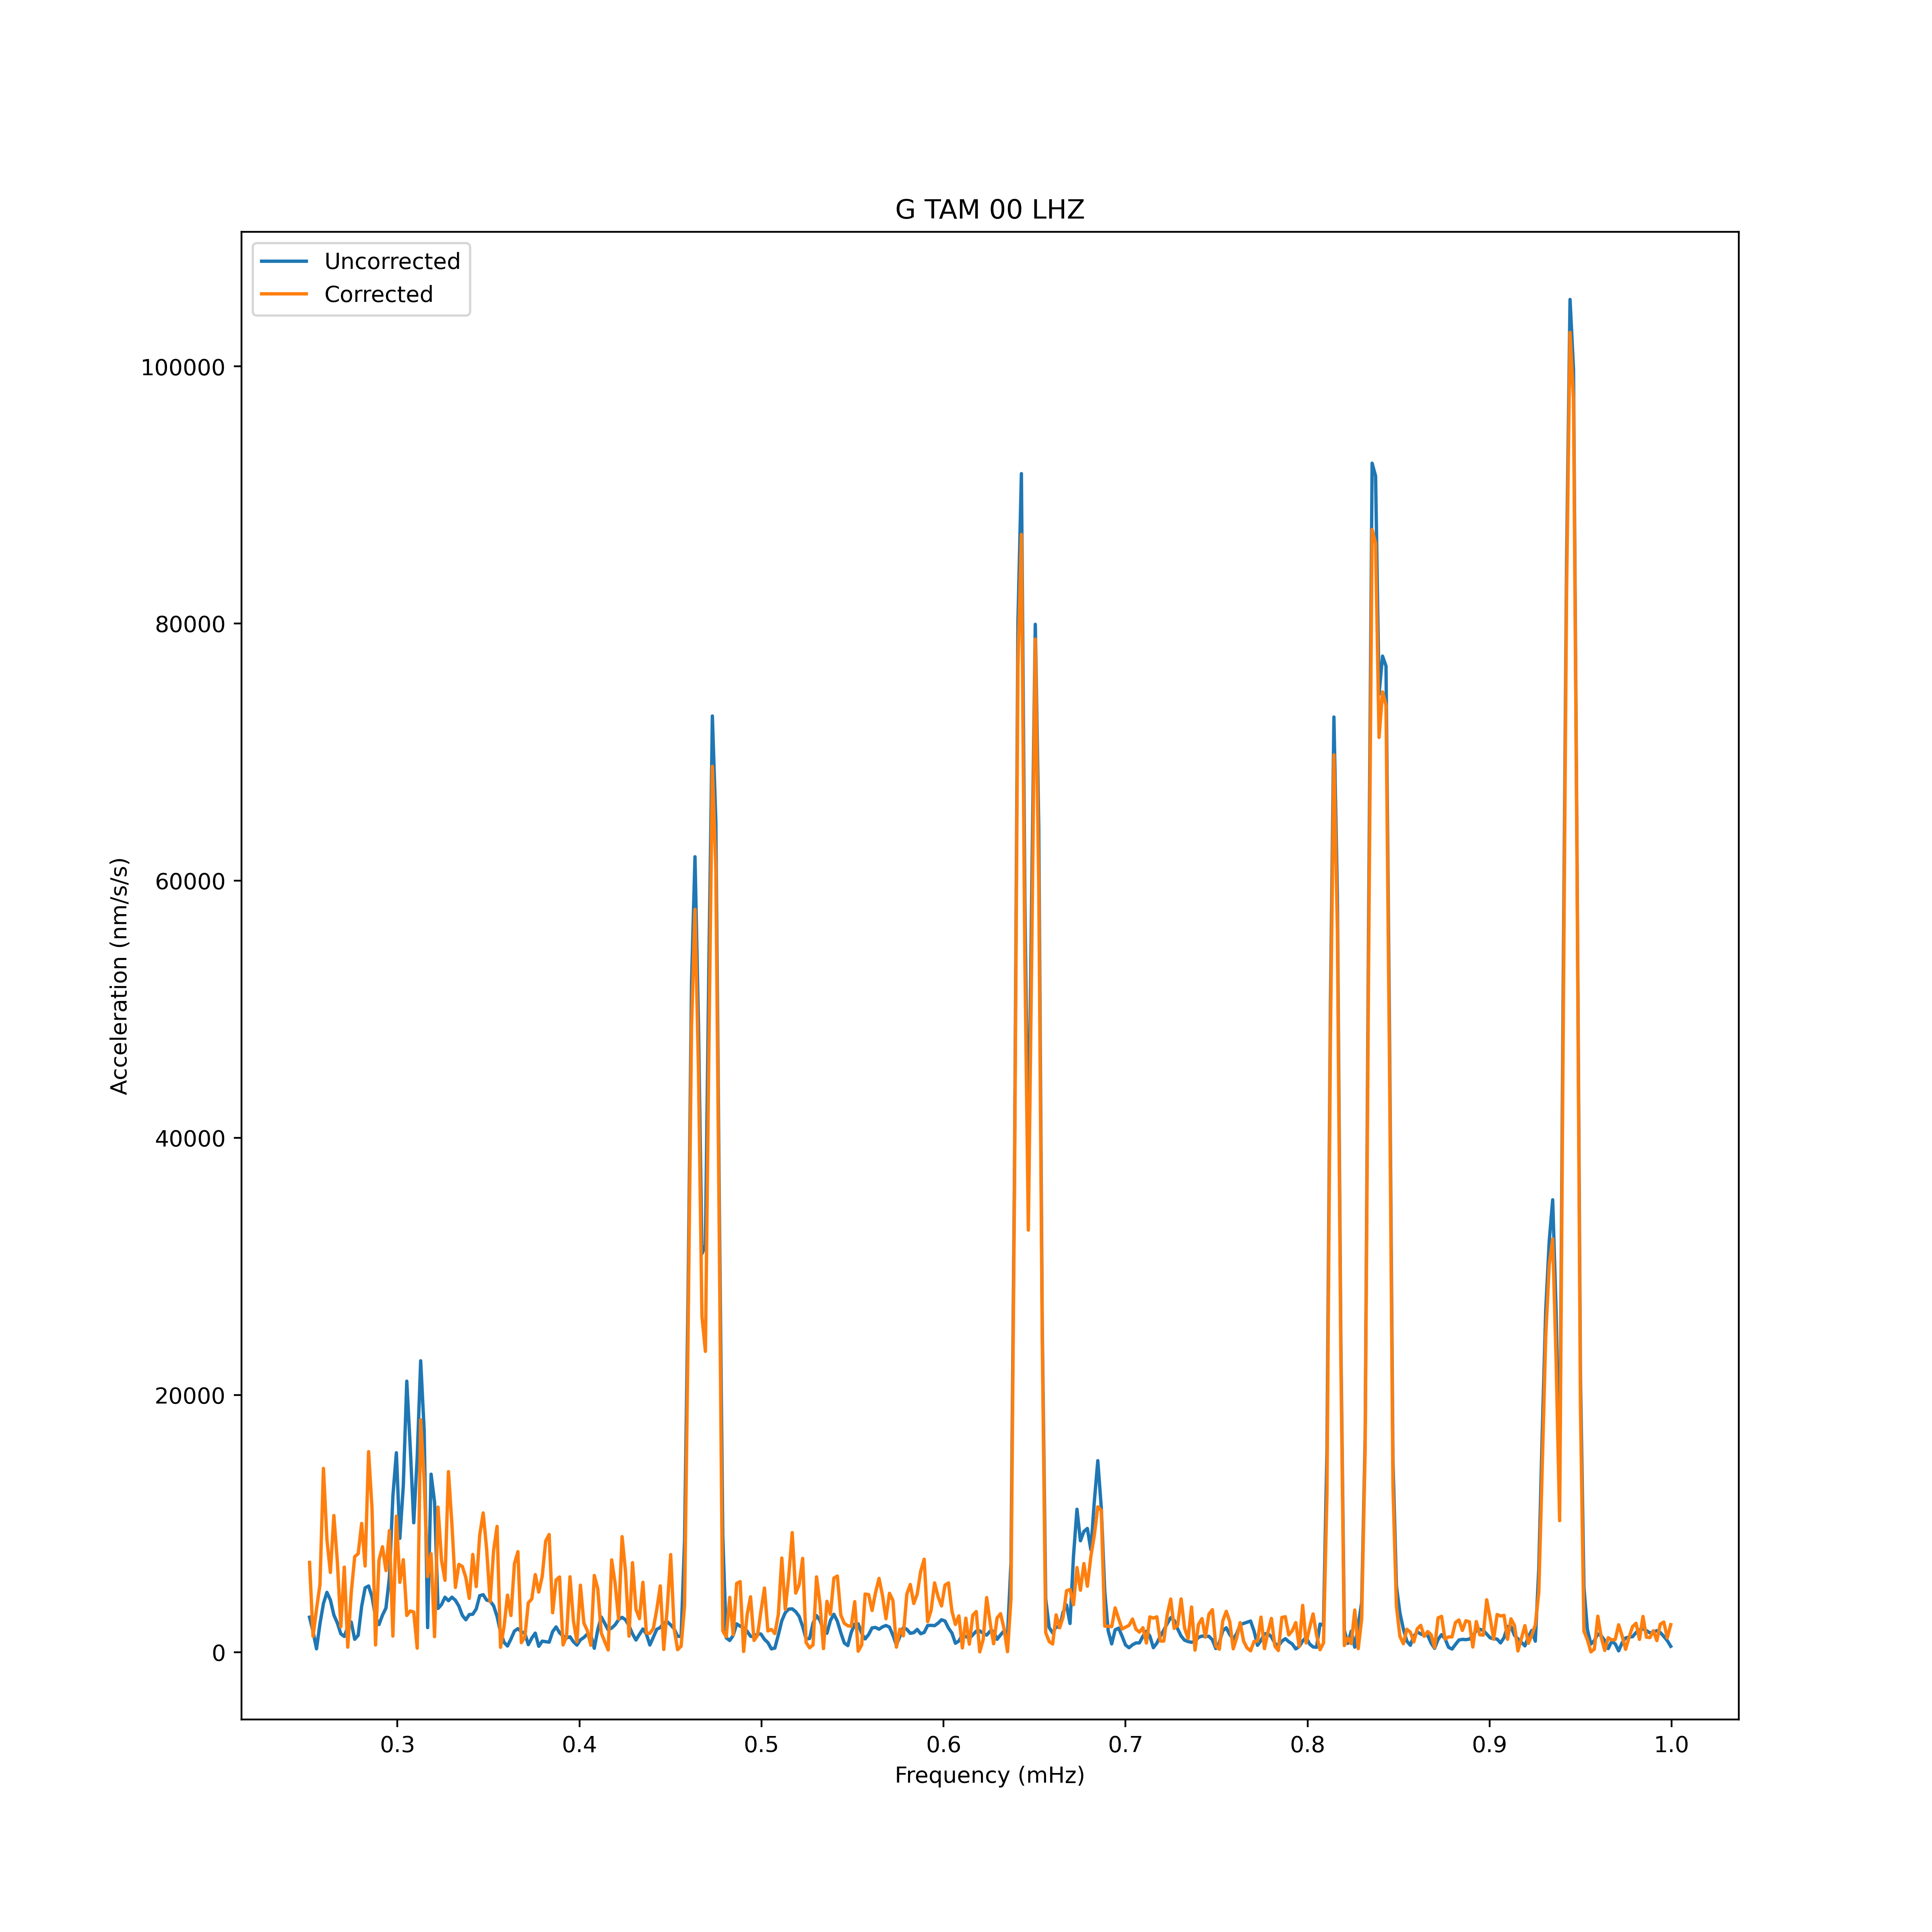 G TAM 00 LHZ
Uncorrected
Corrected
100000
80000
60000
40000
20000
0
Acceleration (nm/s/s)
0.3 0.4 0.5 0.6 0.7 0.8 0.9 1.0
Frequency (mHz)